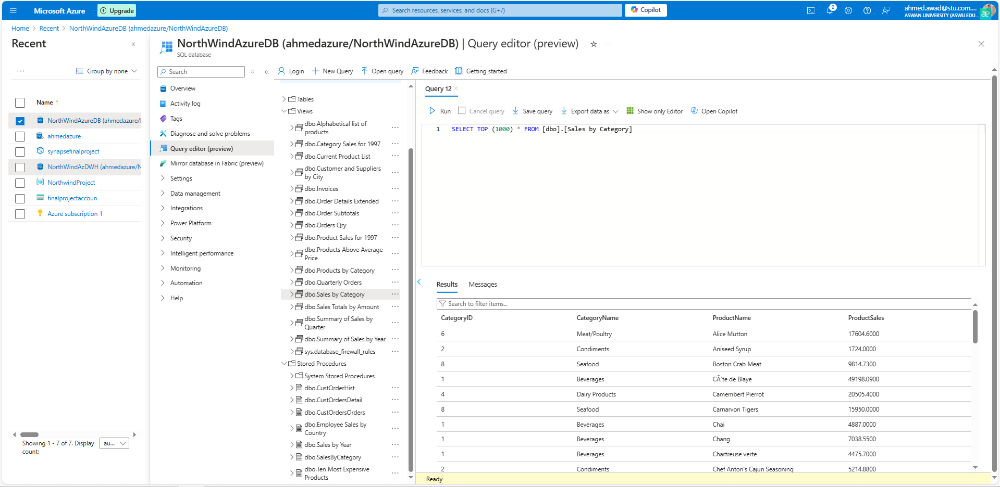 Microsoft Azure
Upgrade
Search resources, services, and docs (G+/)
Copilot
2
ahmed.awad@stu.com....
ASWAN UNIVERSITY (ASWU.EDU...
Home > Recent > NorthWindAzureDB (ahmedazure/NorthWindAzureDB)
Recent
NorthWindAzureDB (ahmedazure/NorthWindAzureDB) | Query editor (preview)
SQL database
Group by none
Name ↑
NorthWindAzureDB (ahmedazure/
ahmedazure
synapsefinalproject
NorthWindAzDWH (ahmedazure/N
NorthwindProject
finalprojectaccoun
Azure subscription 1
Showing 1 - 7 of 7. Display count:
au...
Search
Overview
Activity log
Tags
Diagnose and solve problems
Query editor (preview)
Mirror database in Fabric (preview)
Settings
Data management
Integrations
Power Platform
Security
Intelligent performance
Monitoring
Automation
Help
Login
New Query
Open query
Feedback
Getting started
Tables
Views
dbo.Alphabetical list of
products
dbo.Category Sales for 1997
dbo.Current Product List
dbo.Customer and Suppliers
by City
dbo.Invoices
dbo.Order Details Extended
dbo.Order Subtotals
dbo.Orders Qry
dbo.Product Sales for 1997
dbo.Products Above Average
Price
dbo.Products by Category
dbo.Quarterly Orders
dbo.Sales by Category
dbo.Sales Totals by Amount
dbo.Summary of Sales by
Quarter
dbo.Summary of Sales by Year
sys.database_firewall_rules
Stored Procedures
System Stored Procedures
dbo.CustOrderHist
dbo.CustOrdersDetail
dbo.CustOrdersOrders
dbo.Employee Sales by
Country
dbo.Sales by Year
dbo.SalesByCategory
dbo.Ten Most Expensive
Products
Query 12
Run
Cancel query
Save query
Export data as
Show only Editor
Open Copilot
1 SELECT TOP (1000) * FROM [dbo].[Sales by Category]
Results
Messages
Search to filter items...
CategoryID CategoryName ProductName ProductSales
6 Meat/Poultry Alice Mutton 17604.6000
2 Condiments Aniseed Syrup 1724.0000
8 Seafood Boston Crab Meat 9814.7300
1 Beverages CÃ´te de Blaye 49198.0900
4 Dairy Products Camembert Pierrot 20505.4000
8 Seafood Carnarvon Tigers 15950.0000
1 Beverages Chai 4887.0000
1 Beverages Chang 7038.5500
1 Beverages Chartreuse verte 4475.7000
2 Condiments Chef Anton's Cajun Seasoning 5214.8800
Ready